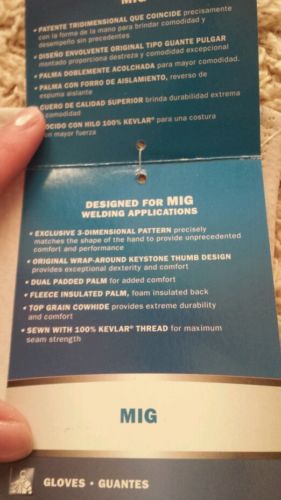 MIG
• PATENTE TRIDIMENSIONAL QUE COINCIDE precisamente
con la forma de la mano para brindar comodidad y
desempeño sin precedentes
• DISEÑO ENVOLVENTE ORIGINAL TIPO GUANTE PULGAR
montado proporciona destreza y comodidad excepcional
• PALMA DOBLEMENTE ACOLCHADA para mayor comodidad.
• PALMA CON FORRO DE AISLAMIENTO, reverso de
espuma aislante
CUERO DE CALIDAD SUPERIOR brinda durabilidad extrema
comodidad
COCIDO CON HILO 100% KEVLAR® para una costura
mayor fuerza
DESIGNED FOR MIG
WELDING APPLICATIONS
• EXCLUSIVE 3-DIMENSIONAL PATTERN precisely
matches the shape of the hand to provide unprecedented
comfort and performance
• ORIGINAL WRAP-AROUND KEYSTONE THUMB DESIGN
provides exceptional dexterity and comfort
• DUAL PADDED PALM for added comfort
• FLEECE INSULATED PALM, foam insulated back
• TOP GRAIN COWHIDE provides extreme durability
and comfort
• SEWN WITH 100% KEVLAR® THREAD for maximum
seam strength
MIG
GLOVES • GUANTES